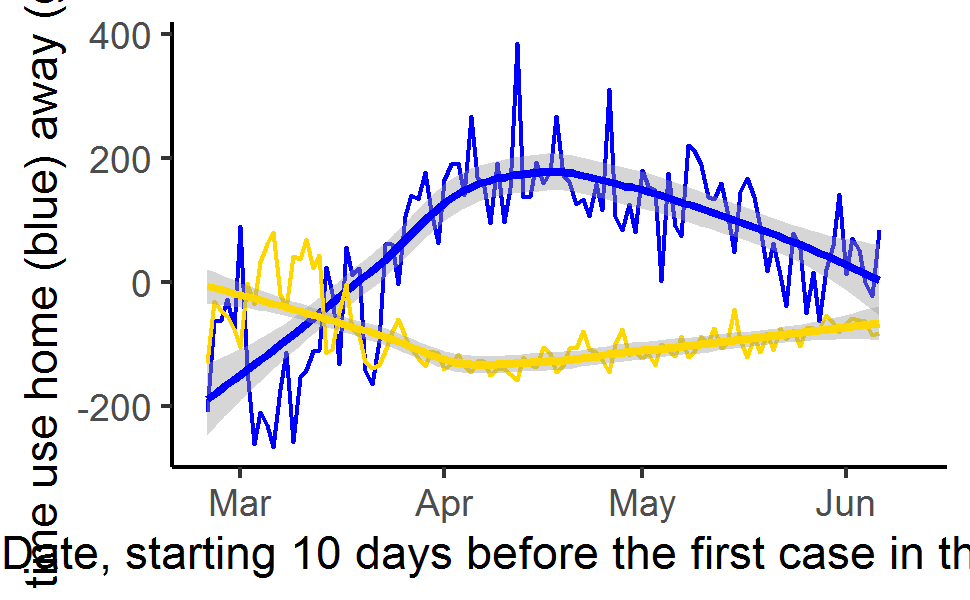 time use home (blue) away (
400
200
0
-200
Mar Apr May Jun
Date, starting 10 days before the first case in th